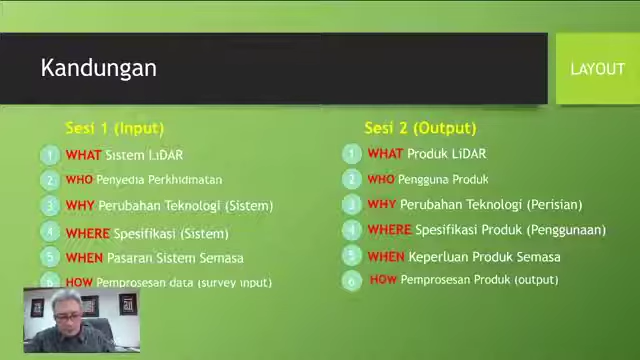 Kandungan
LAYOUT
Sesi 1 (Input)
1 WHAT Sistem LiDAR
2 WHO Penyedia Perkhidmatan
3 WHY Perubahan Teknologi (Sistem)
4 WHERE Spesifikasi (Sistem)
5 WHEN Pasaran Sistem Semasa
6 HOW Pemprosesan data (survey input)
Sesi 2 (Output)
1 WHAT Produk LiDAR
2 WHO Pengguna Produk
3 WHY Perubahan Teknologi (Perisian)
4 WHERE Spesifikasi Produk (Penggunaan)
5 WHEN Keperluan Produk Semasa
6 HOW Pemprosesan Produk (output)